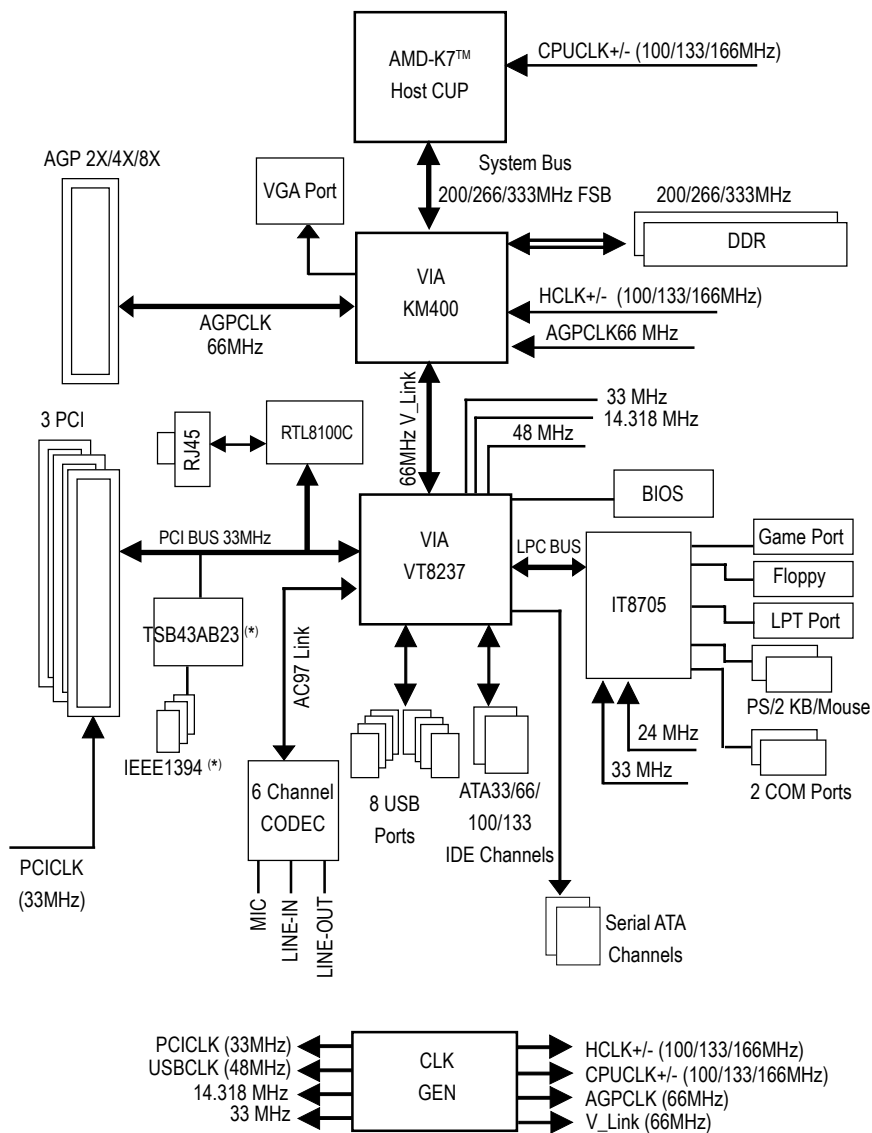 AMD-K7™
Host CUP
CPUCLK+/- (100/133/166MHz)
AGP 2X/4X/8X
VGA Port
System Bus
200/266/333MHz FSB
200/266/333MHz
DDR
VIA
KM400
HCLK+/- (100/133/166MHz)
AGPCLK66 MHz
AGPCLK
66MHz
66MHz V_Link
33 MHz
14.318 MHz
48 MHz
3 PCI
RJ45
RTL8100C
BIOS
PCI BUS 33MHz
VIA
VT8237
LPC BUS
IT8705
Game Port
Floppy
LPT Port
PS/2 KB/Mouse
TSB43AB23 (*)
AC97 Link
24 MHz
33 MHz
2 COM Ports
IEEE1394 (*)
6 Channel
CODEC
8 USB
Ports
ATA33/66/
100/133
IDE Channels
PCICLK
(33MHz)
MIC
LINE-IN
LINE-OUT
Serial ATA
Channels
PCICLK (33MHz)
USBCLK (48MHz)
14.318 MHz
33 MHz
CLK
GEN
HCLK+/- (100/133/166MHz)
CPUCLK+/- (100/133/166MHz)
AGPCLK (66MHz)
V_Link (66MHz)